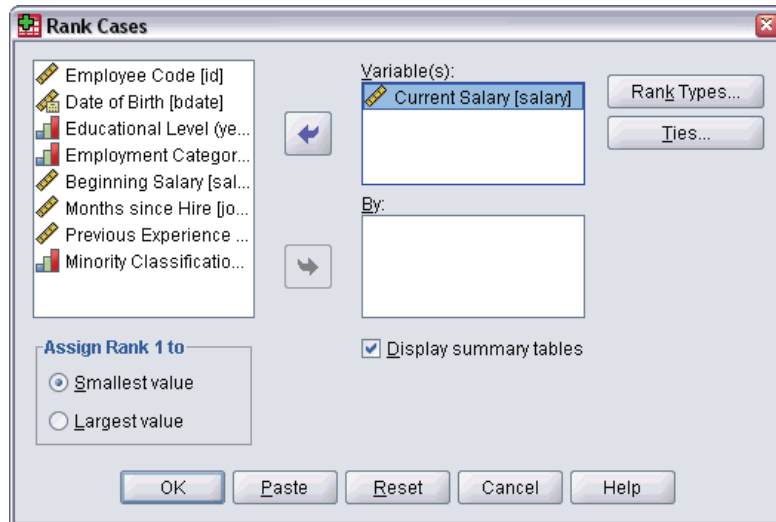 Rank Cases
Employee Code [id]
Date of Birth [bdate]
Educational Level (ye...
Employment Categor...
Beginning Salary [sal...
Months since Hire [jo...
Previous Experience ...
Minority Classificatio...
Variable(s):
Current Salary [salary]
By:
Rank Types...
Ties...
Assign Rank 1 to
Smallest value
Largest value
Display summary tables
OK
Paste
Reset
Cancel
Help